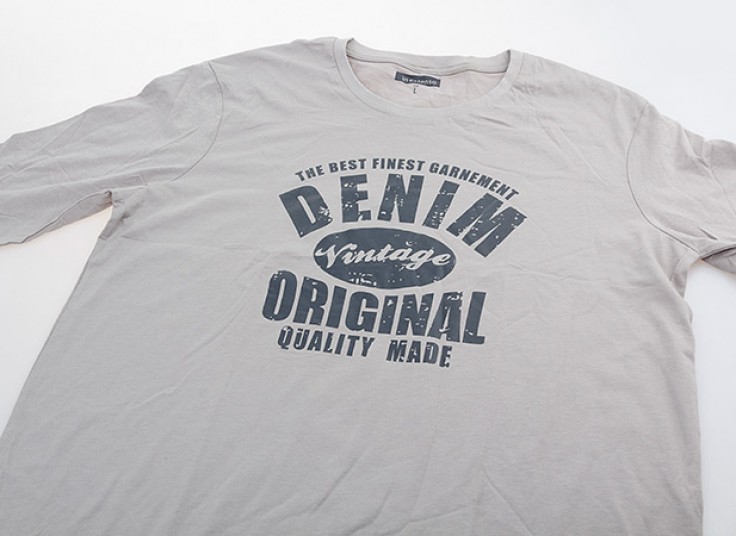 THE BEST FINEST GARNEMENT
DENIM
Vintage
ORIGINAL
QUALITY MADE
L